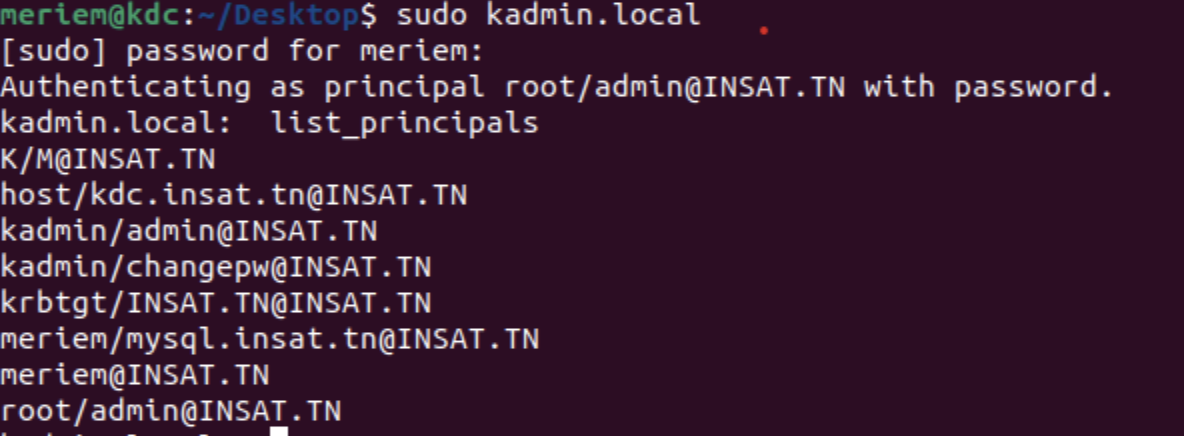 meriem@kdc:~/Desktop$ sudo kadmin.local
[sudo] password for meriem:
Authenticating as principal root/admin@INSAT.TN with password.
kadmin.local:  list_principals
K/M@INSAT.TN
host/kdc.insat.tn@INSAT.TN
kadmin/admin@INSAT.TN
kadmin/changepw@INSAT.TN
krbtgt/INSAT.TN@INSAT.TN
meriem/mysql.insat.tn@INSAT.TN
meriem@INSAT.TN
root/admin@INSAT.TN